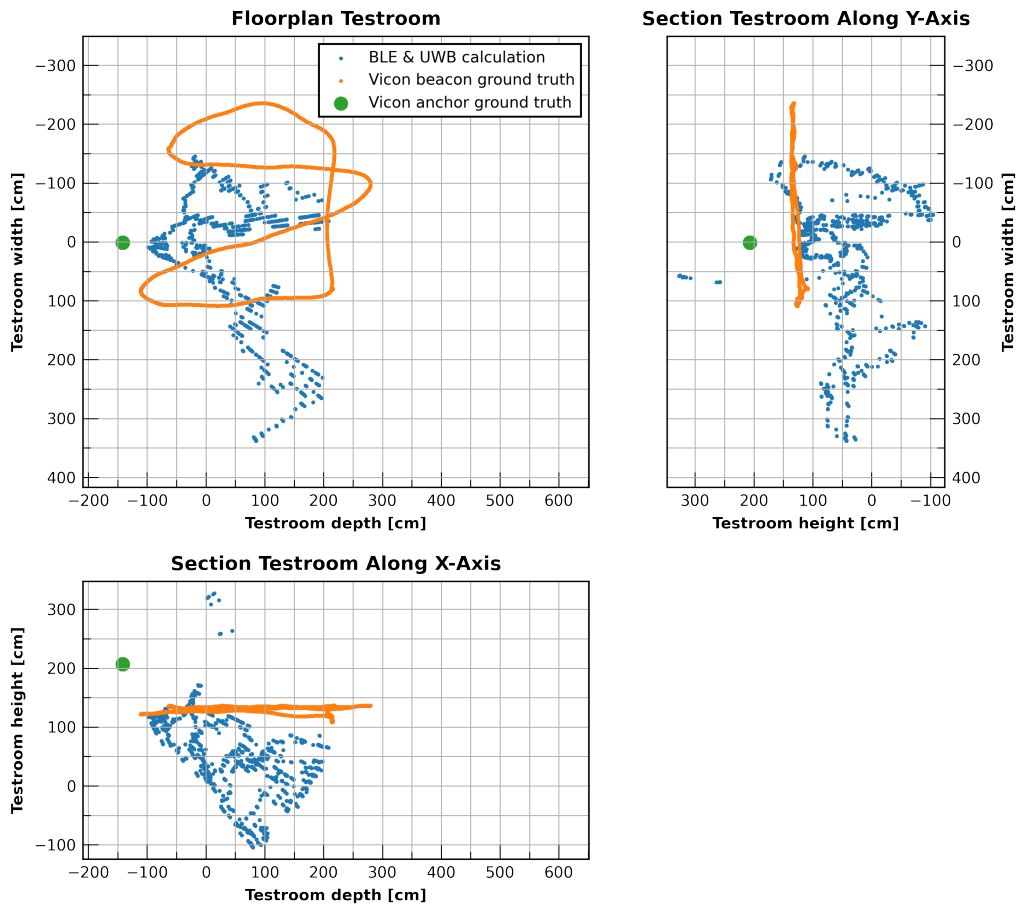 Floorplan Testroom
Section Testroom Along Y-Axis
BLE & UWB calculation
Vicon beacon ground truth
Vicon anchor ground truth
−300
−200
−100
0
100
200
300
400
−200 −100 0 100 200 300 400 500 600
Testroom width [cm]
Testroom depth [cm]
−300
−200
−100
0
100
200
300
400
300 200 100 0 −100
Testroom width [cm]
Testroom height [cm]
Section Testroom Along X-Axis
300
200
100
0
−100
−200 −100 0 100 200 300 400 500 600
Testroom height [cm]
Testroom depth [cm]